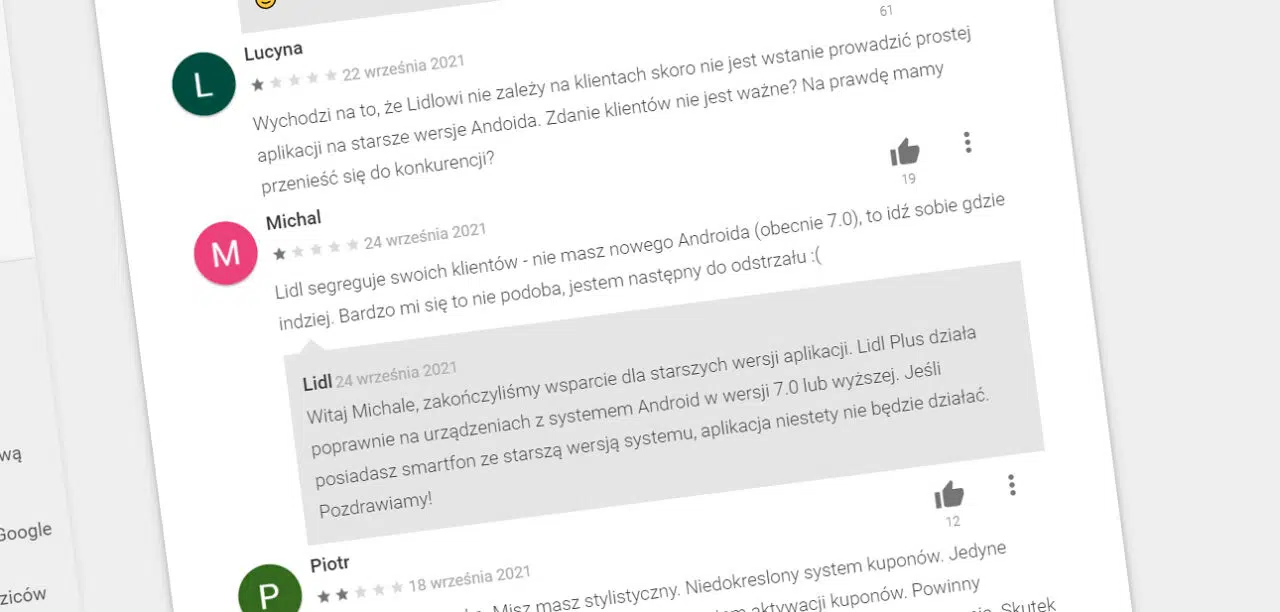 61
L
Lucyna
22 września 2021
Wychodzi na to, że Lidlowi nie zależy na klientach skoro nie jest wstanie prowadzić prostej
aplikacji na starsze wersje Andoida. Zdanie klientów nie jest ważne? Na prawdę mamy
przenieść się do konkurencji?
19
M
Michal
24 września 2021
Lidl segreguje swoich klientów - nie masz nowego Androida (obecnie 7.0), to idź sobie gdzie
indziej. Bardzo mi się to nie podoba, jestem następny do odstrzału :(
Lidl 24 września 2021
Witaj Michale, zakończyliśmy wsparcie dla starszych wersji aplikacji. Lidl Plus działa
poprawnie na urządzeniach z systemem Android w wersji 7.0 lub wyższej. Jeśli
posiadasz smartfon ze starszą wersją systemu, aplikacja niestety nie będzie działać.
Pozdrawiamy!
12
P
Piotr
18 września 2021
Misz masz stylistyczny. Niedokreslony system kuponów. Jedyne
aktywacji kuponów. Powinny
Skutek
wą
Google
ziców